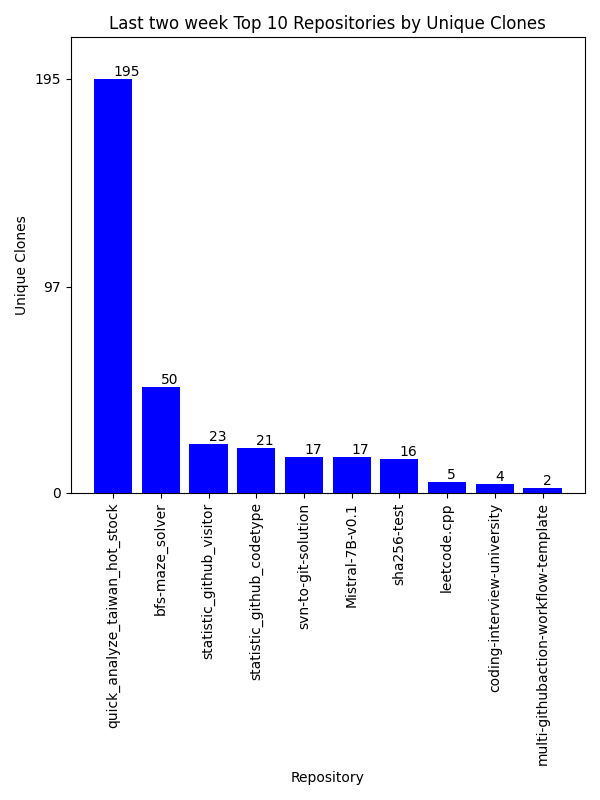 Last two week Top 10 Repositories by Unique Clones
Unique Clones
195
97
0
195
50
23
21
17
17
16
5
4
2
quick_analyze_taiwan_hot_stock
bfs-maze_solver
statistic_github_visitor
statistic_github_codetype
svn-to-git-solution
Mistral-7B-v0.1
sha256-test
leetcode.cpp
coding-interview-university
multi-githubaction-workflow-template
Repository